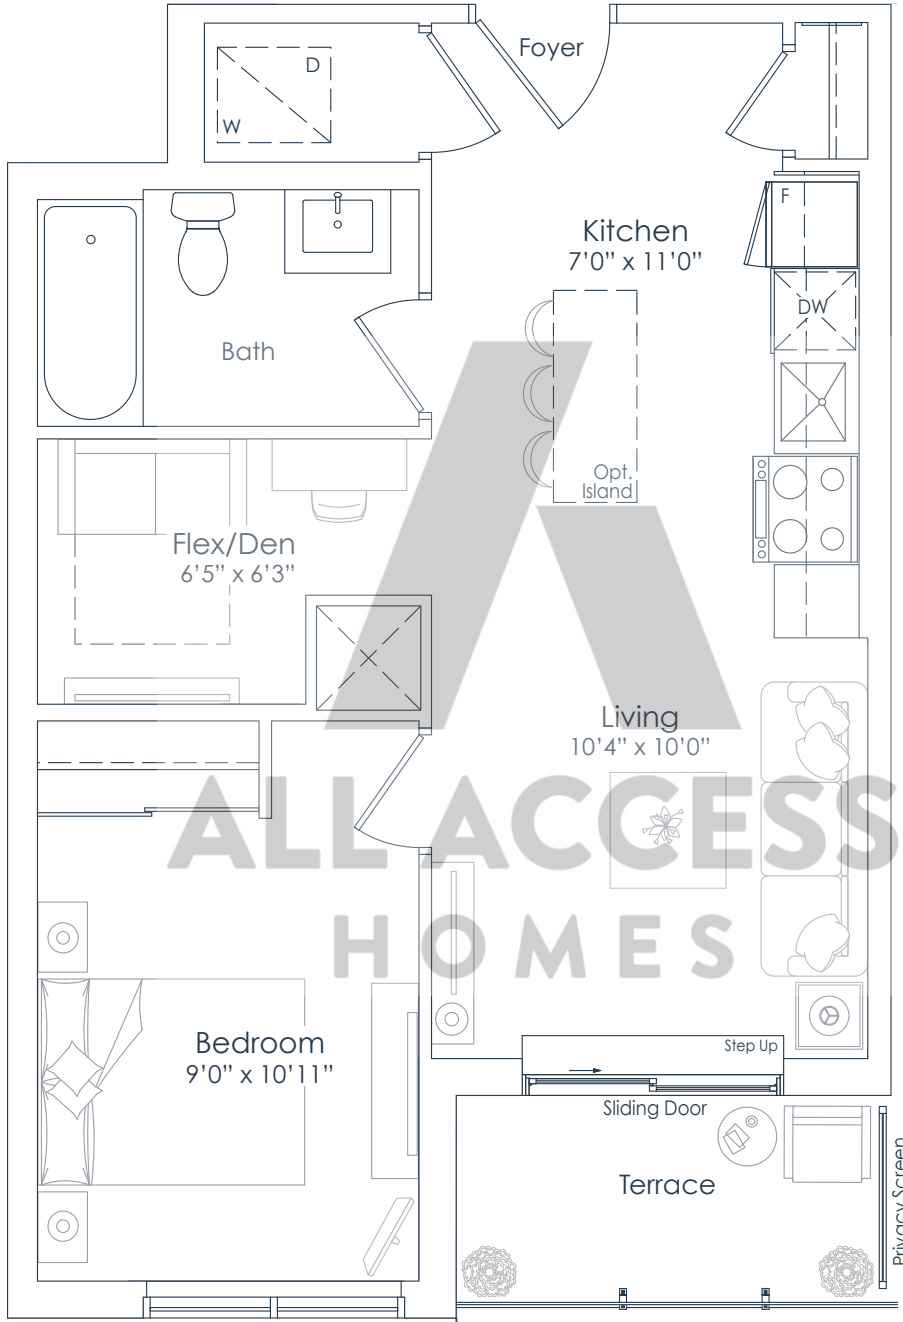 Foyer
D
W
F
Kitchen
7'0” x 11'0”
DW
Bath
Opt.
Island
Flex/Den
6'5” x 6'3”
Living
10'4” x 10'0”
ALL ACCESS
HOMES
Bedroom
9'0” x 10'11”
Step Up
Sliding Door
Terrace
Privacy Screen